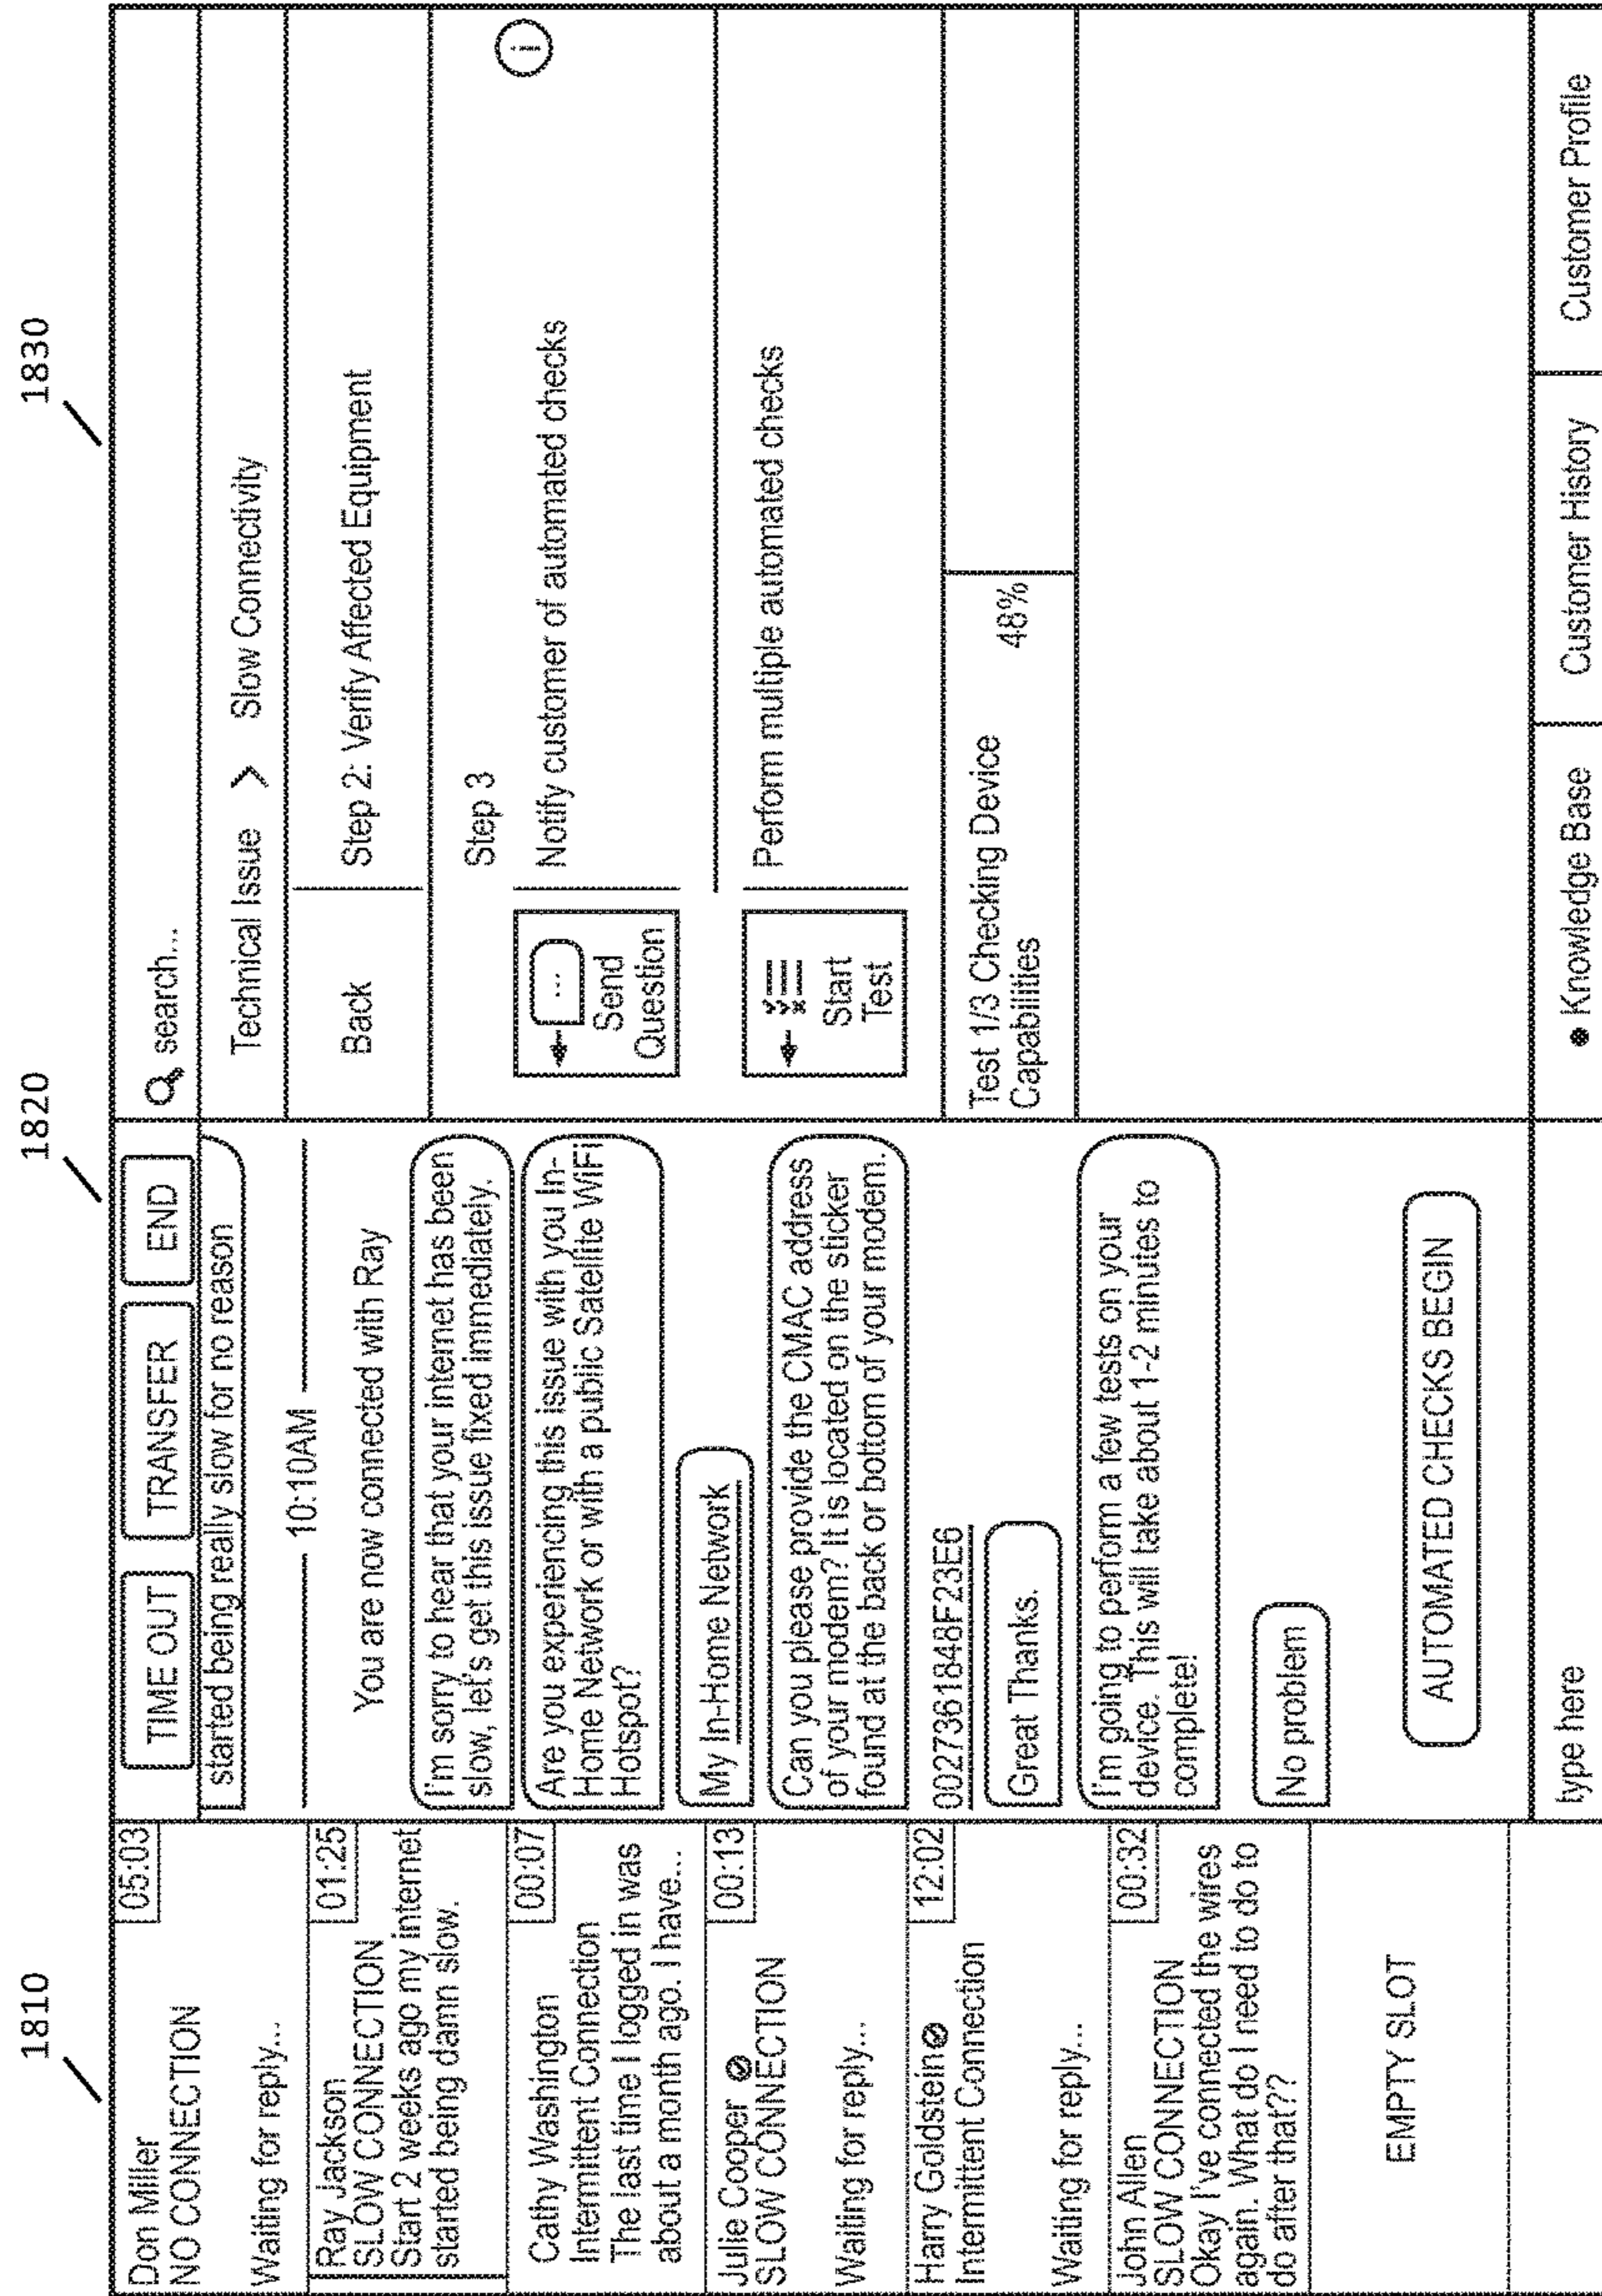 1810
1820
1830
Don Miller
05:03
NO CONNECTION
Waiting for reply...
Ray Jackson
01:25
SLOW CONNECTION
Start 2 weeks ago my internet
started being damn slow.
Cathy Washington
00:07
Intermittent Connection
The last time I logged in was
about a month ago. I have...
Julie Cooper
00:13
SLOW CONNECTION
Waiting for reply...
Harry Goldstein
12:02
Intermittent Connection
Waiting for reply...
John Allen
00:32
SLOW CONNECTION
Okay I've connected the wires
again. What do I need to do to
do after that??
EMPTY SLOT
TIME OUT
TRANSFER
END
started being really slow for no reason
10:10AM
You are now connected with Ray
I'm sorry to hear that your internet has been
slow, let's get this issue fixed immediately.
Are you experiencing this issue with you In-
Home Network or with a public Satellite WiFi
Hotspot?
My In-Home Network
Can you please provide the CMAC address
of your modem? It is located on the sticker
found at the back or bottom of your modem.
0027361848F23E6
Great Thanks.
I'm going to perform a few tests on your
device. This will take about 1-2 minutes to
complete!
No problem
AUTOMATED CHECKS BEGIN
type here
search...
Technical Issue > Slow Connectivity
Back
Step 2: Verify Affected Equipment
Step 3
i
...
Send
Question
Notify customer of automated checks
Start
Test
Perform multiple automated checks
Test 1/3 Checking Device
Capabilities
48%
Knowledge Base
Customer History
Customer Profile